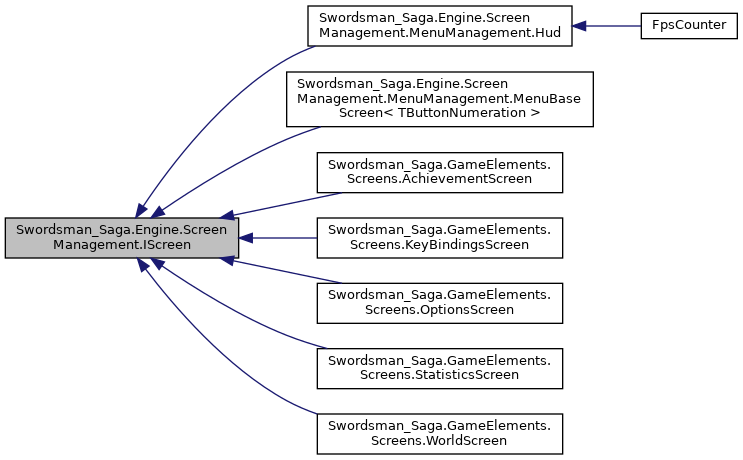 Swordsman_Saga.Engine.Screen
Management.MenuManagement.Hud
FpsCounter
Swordsman_Saga.Engine.Screen
Management.MenuManagement.MenuBase
Screen< TButtonNumeration >
Swordsman_Saga.GameElements.
Screens.AchievementScreen
Swordsman_Saga.Engine.Screen
Management.IScreen
Swordsman_Saga.GameElements.
Screens.KeyBindingsScreen
Swordsman_Saga.GameElements.
Screens.OptionsScreen
Swordsman_Saga.GameElements.
Screens.StatisticsScreen
Swordsman_Saga.GameElements.
Screens.WorldScreen